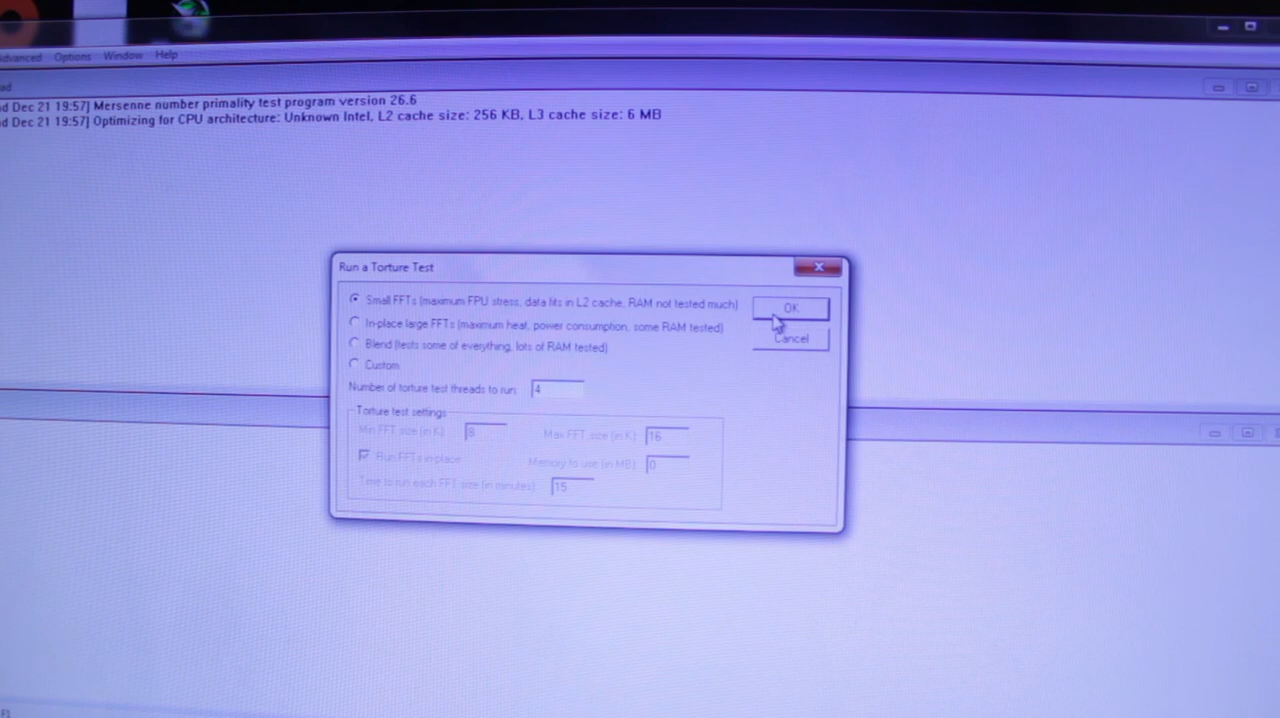 Advanced Options Window Help
ad
d Dec 21 19:57] Mersenne number primality test program version 26.6
d Dec 21 19:57] Optimizing for CPU architecture: Unknown Intel, L2 cache size: 256 KB, L3 cache size: 6 MB
Run a Torture Test
Small FFTs (maximum FPU stress, data fits in L2 cache, RAM not tested much)
OK
In-place large FFTs (maximum heat, power consumption, some RAM tested)
Cancel
Blend (tests some of everything, lots of RAM tested)
Custom
Number of torture test threads to run: 4
Torture test settings
Min FFT size (in K): 8 Max FFT size (in K): 16
Run FFTs in-place Memory to use (in MB): 0
Time to run each FFT size (in minutes): 15
F1